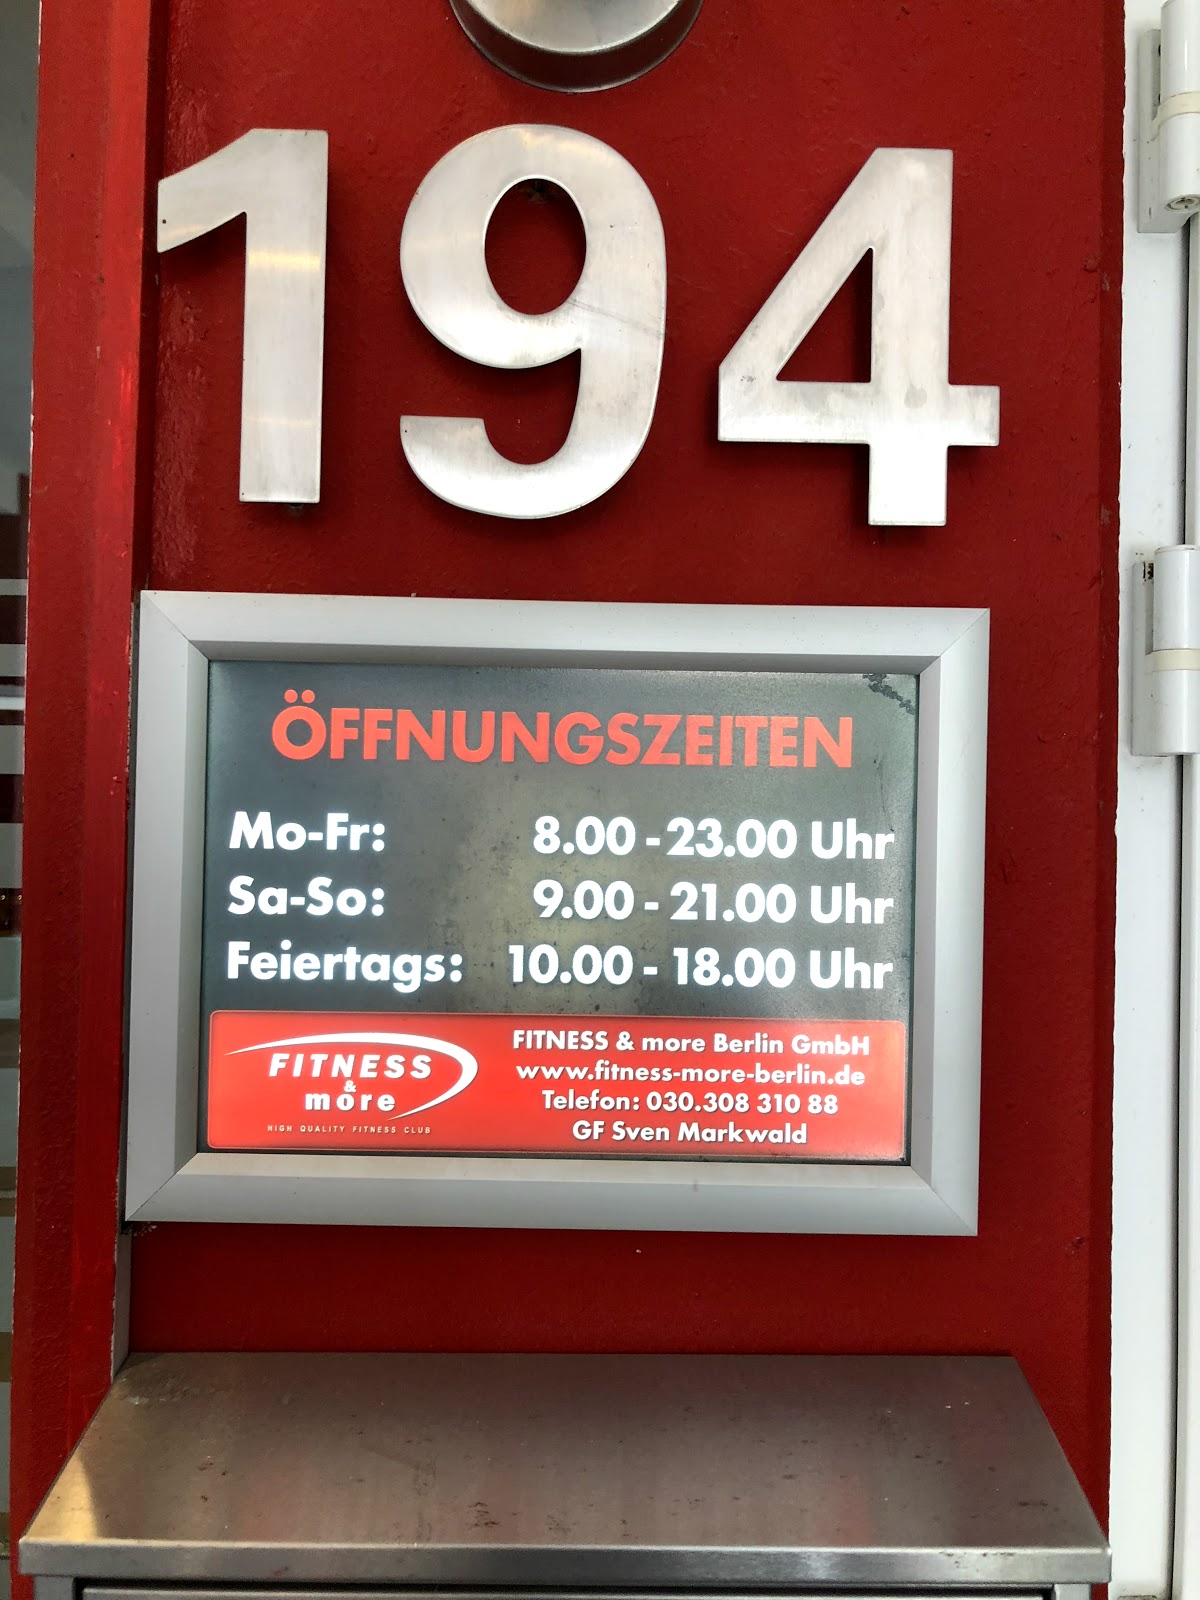 194
ÖFFNUNGSZEITEN
Mo-Fr: 8.00 - 23.00 Uhr
Sa-So: 9.00 - 21.00 Uhr
Feiertags: 10.00 - 18.00 Uhr
FITNESS
&
more
HIGH QUALITY FITNESS CLUB
FITNESS & more Berlin GmbH
www.fitness-more-berlin.de
Telefon: 030.308 310 88
GF Sven Markwald